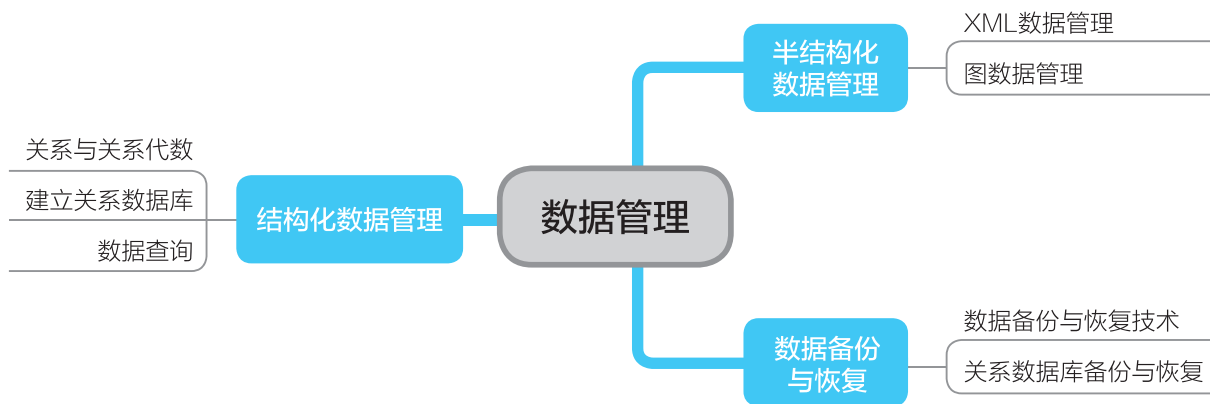 数据管理
结构化数据管理
关系与关系代数
建立关系数据库
数据查询
半结构化
数据管理
XML数据管理
图数据管理
数据备份
与恢复
数据备份与恢复技术
关系数据库备份与恢复